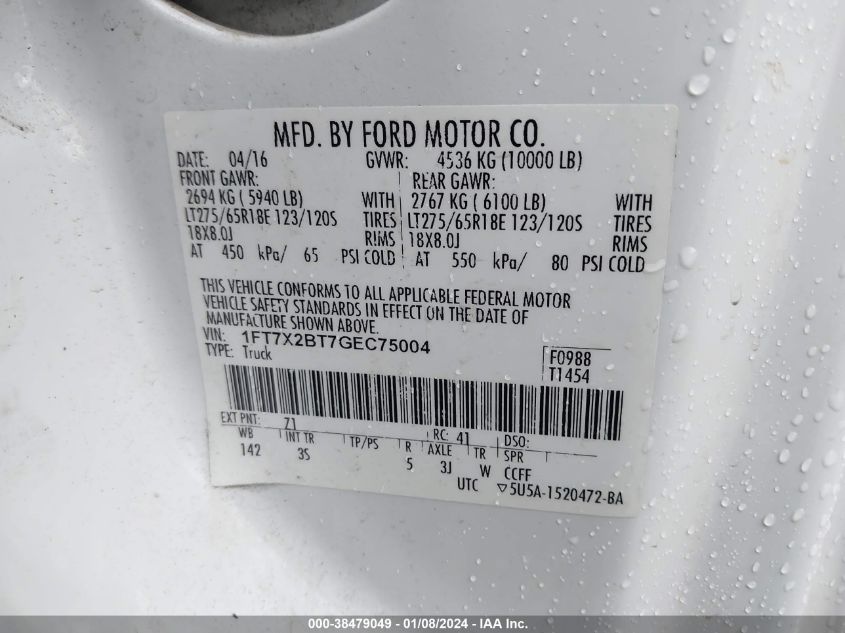 MFD. BY FORD MOTOR CO.
DATE: 04/16 GVWR: 4536 KG (10000 LB)
FRONT GAWR: REAR GAWR:
2694 KG ( 5940 LB) WITH 2767 KG ( 6100 LB) WITH
LT275/65R18E 123/120S TIRES LT275/65R18E 123/120S TIRES
18X8.0J RIMS 18X8.0J RIMS
AT 450 kPa/ 65 PSI COLD AT 550 kPa/ 80 PSI COLD
THIS VEHICLE CONFORMS TO ALL APPLICABLE FEDERAL MOTOR
VEHICLE SAFETY STANDARDS IN EFFECT ON THE DATE OF
MANUFACTURE SHOWN ABOVE.
VIN: 1FT7X2BT7GEC75004
TYPE: Truck
F0988
T1454
EXT PNT: Z1 RC: 41 DSO:
WB INT TR TP/PS R AXLE TR SPR
142 3S 5 3J W CCFF
UTC ▽5U5A-1520472-BA
000-38479049 - 01/08/2024 - IAA Inc.